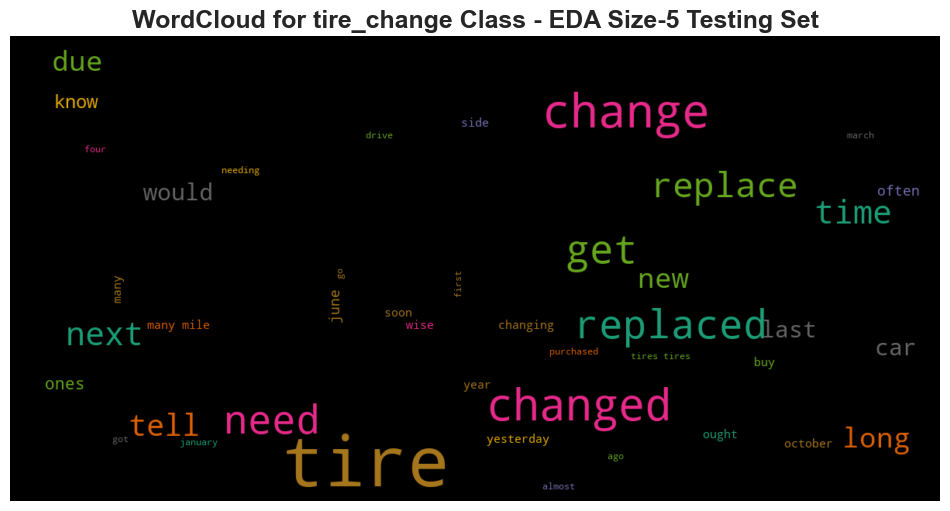 WordCloud for tire_change Class - EDA Size-5 Testing Set
due
know
change
side
drive
march
four
needing
replace
often
would
time
get
new
go
first
many
june
soon
next
many mile
wise
changing
replaced
last
car
purchased
tires tires
buy
ones
year
changed
need
tell
got
january
yesterday
ought
october
long
tire
ago
almost